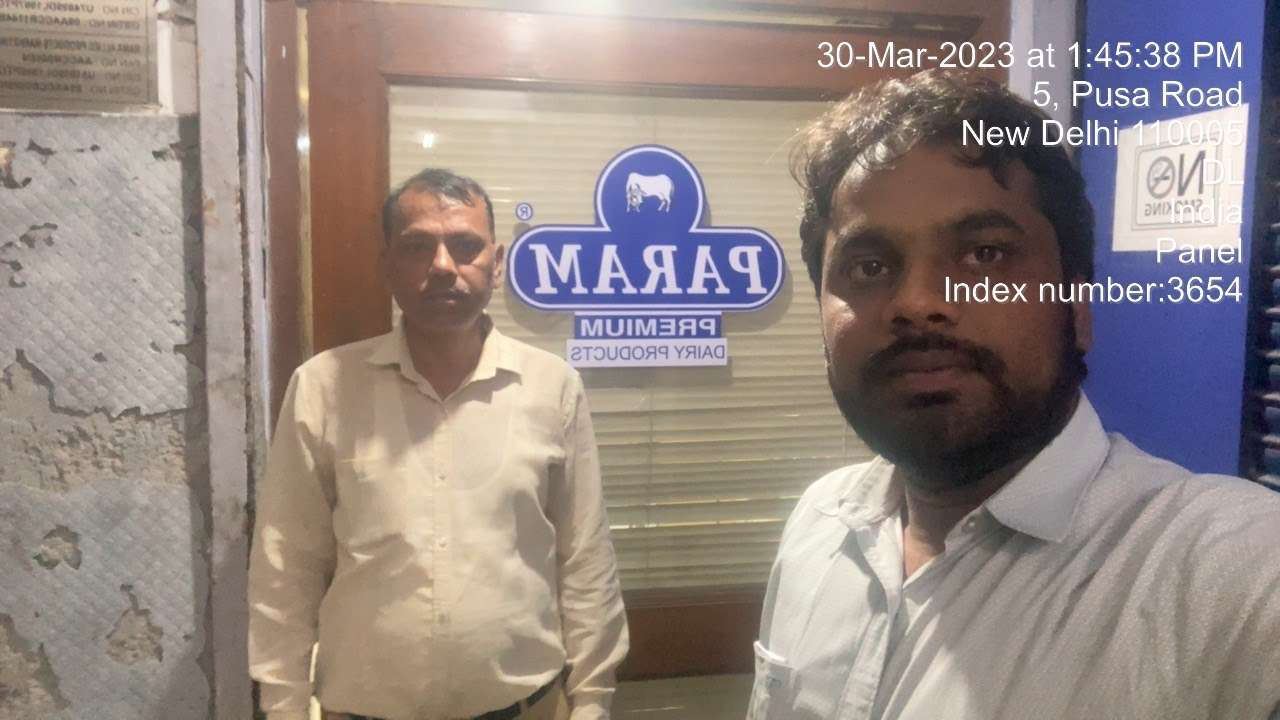 30-Mar-2023 at 1:45:38 PM
5, Pusa Road
New Delhi 110005
DL
India
Panel
Index number:3654
NO
SMOKING
®
PARAM
PREMIUM
DAIRY PRODUCTS